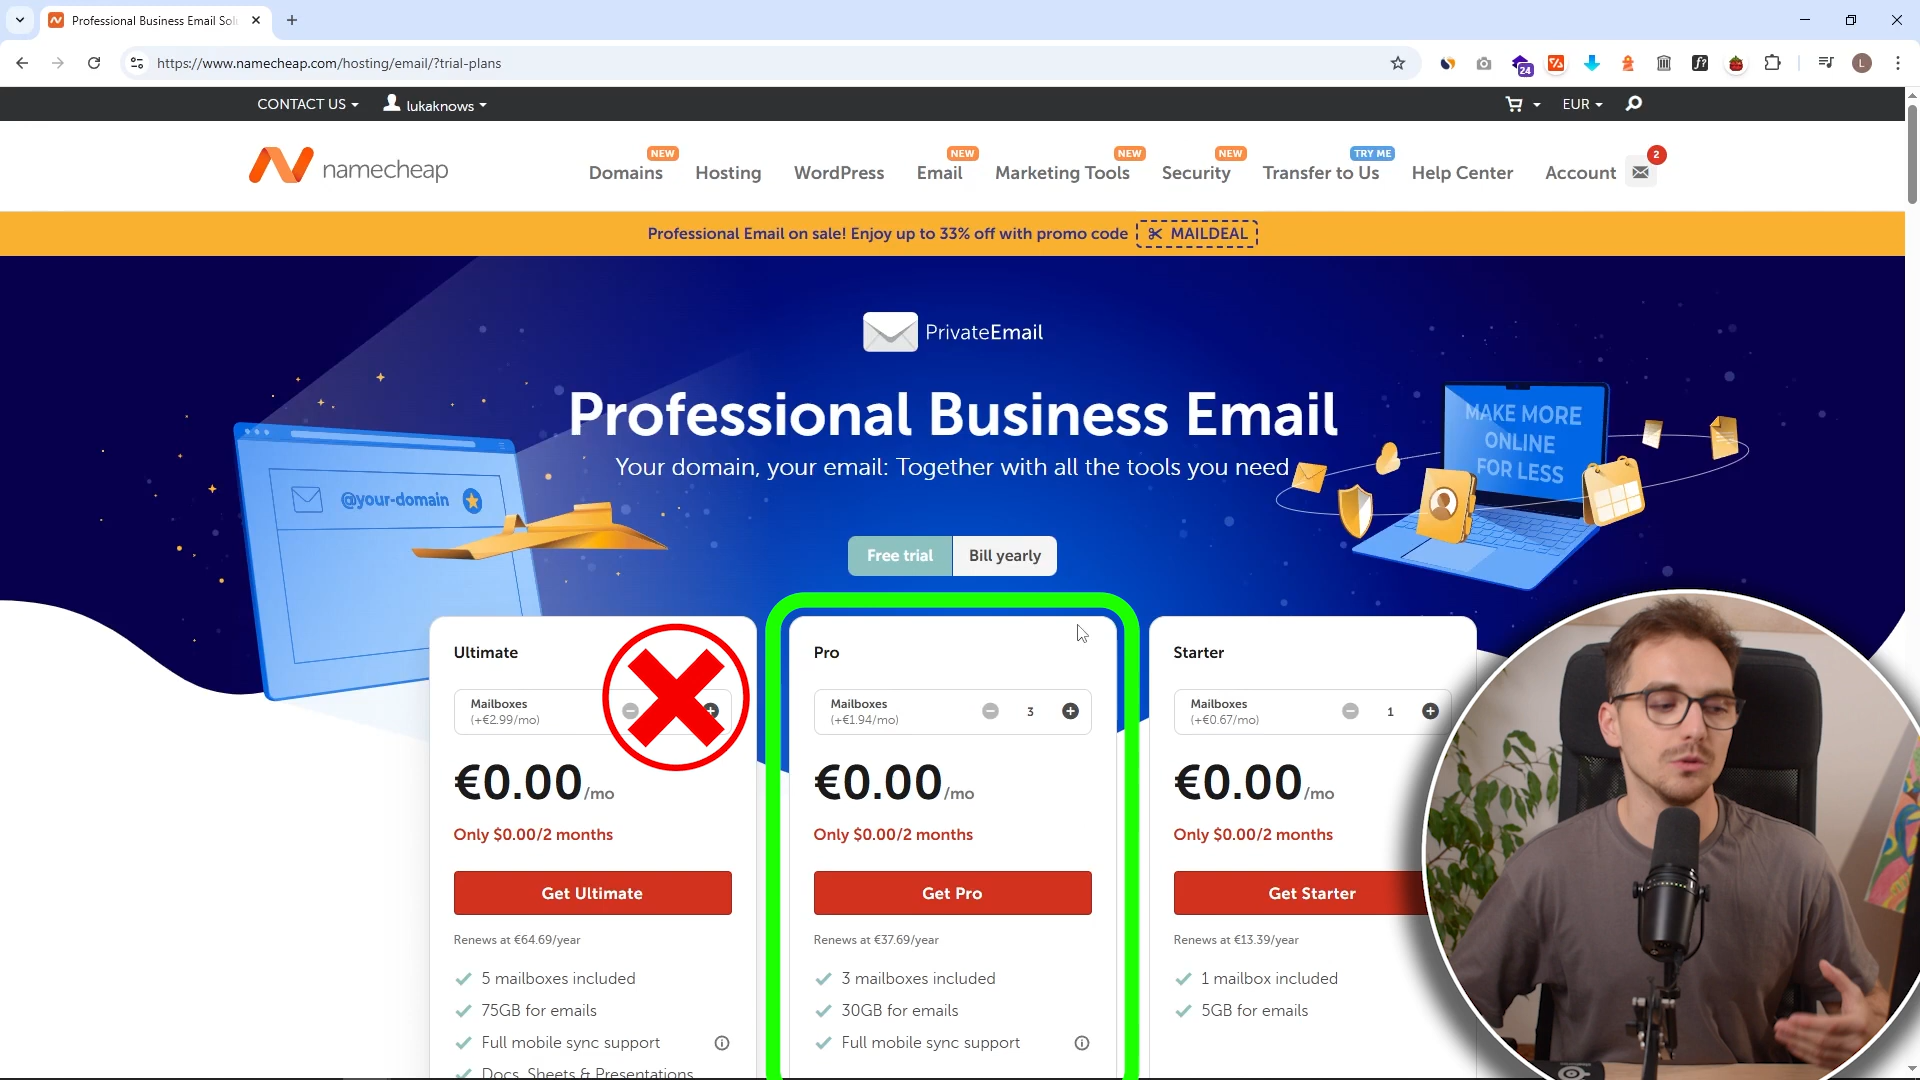 Professional Business Email Sol
https://www.namecheap.com/hosting/email/?trial-plans
24
L
CONTACT US
lukaknows
EUR
namecheap
Domains
NEW
Hosting
WordPress
Email
NEW
Marketing Tools
NEW
Security
NEW
Transfer to Us
TRY ME
Help Center
Account
2
Professional Email on sale! Enjoy up to 33% off with promo code MAILDEAL
PrivateEmail
Professional Business Email
Your domain, your email: Together with all the tools you need
@your-domain
MAKE MORE
ONLINE
FOR LESS
Free trial
Bill yearly
Ultimate
Mailboxes
(+€2.99/mo)
€0.00/mo
Only $0.00/2 months
Get Ultimate
Renews at €64.69/year
5 mailboxes included
75GB for emails
Full mobile sync support
Docs, Sheets & Presentations
Pro
Mailboxes
(+€1.94/mo)
3
€0.00/mo
Only $0.00/2 months
Get Pro
Renews at €37.69/year
3 mailboxes included
30GB for emails
Full mobile sync support
Starter
Mailboxes
(+€0.67/mo)
1
€0.00/mo
Only $0.00/2 months
Get Starter
Renews at €13.39/year
1 mailbox included
5GB for emails